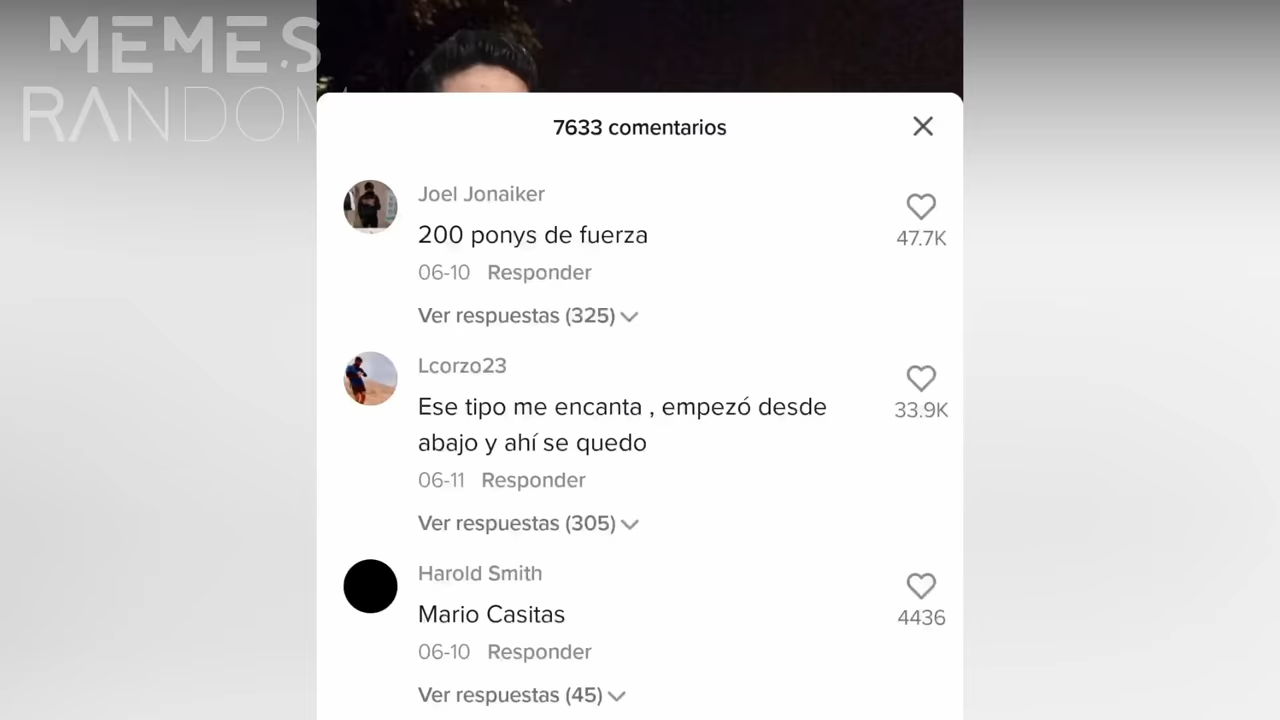 MEMES
RANDOM
7633 comentarios
Joel Jonaiker
200 ponys de fuerza
47.7K
06-10 Responder
Ver respuestas (325)
Lcorzo23
Ese tipo me encanta , empezó desde
33.9K
abajo y ahí se quedo
06-11 Responder
Ver respuestas (305)
Harold Smith
Mario Casitas
4436
06-10 Responder
Ver respuestas (45)